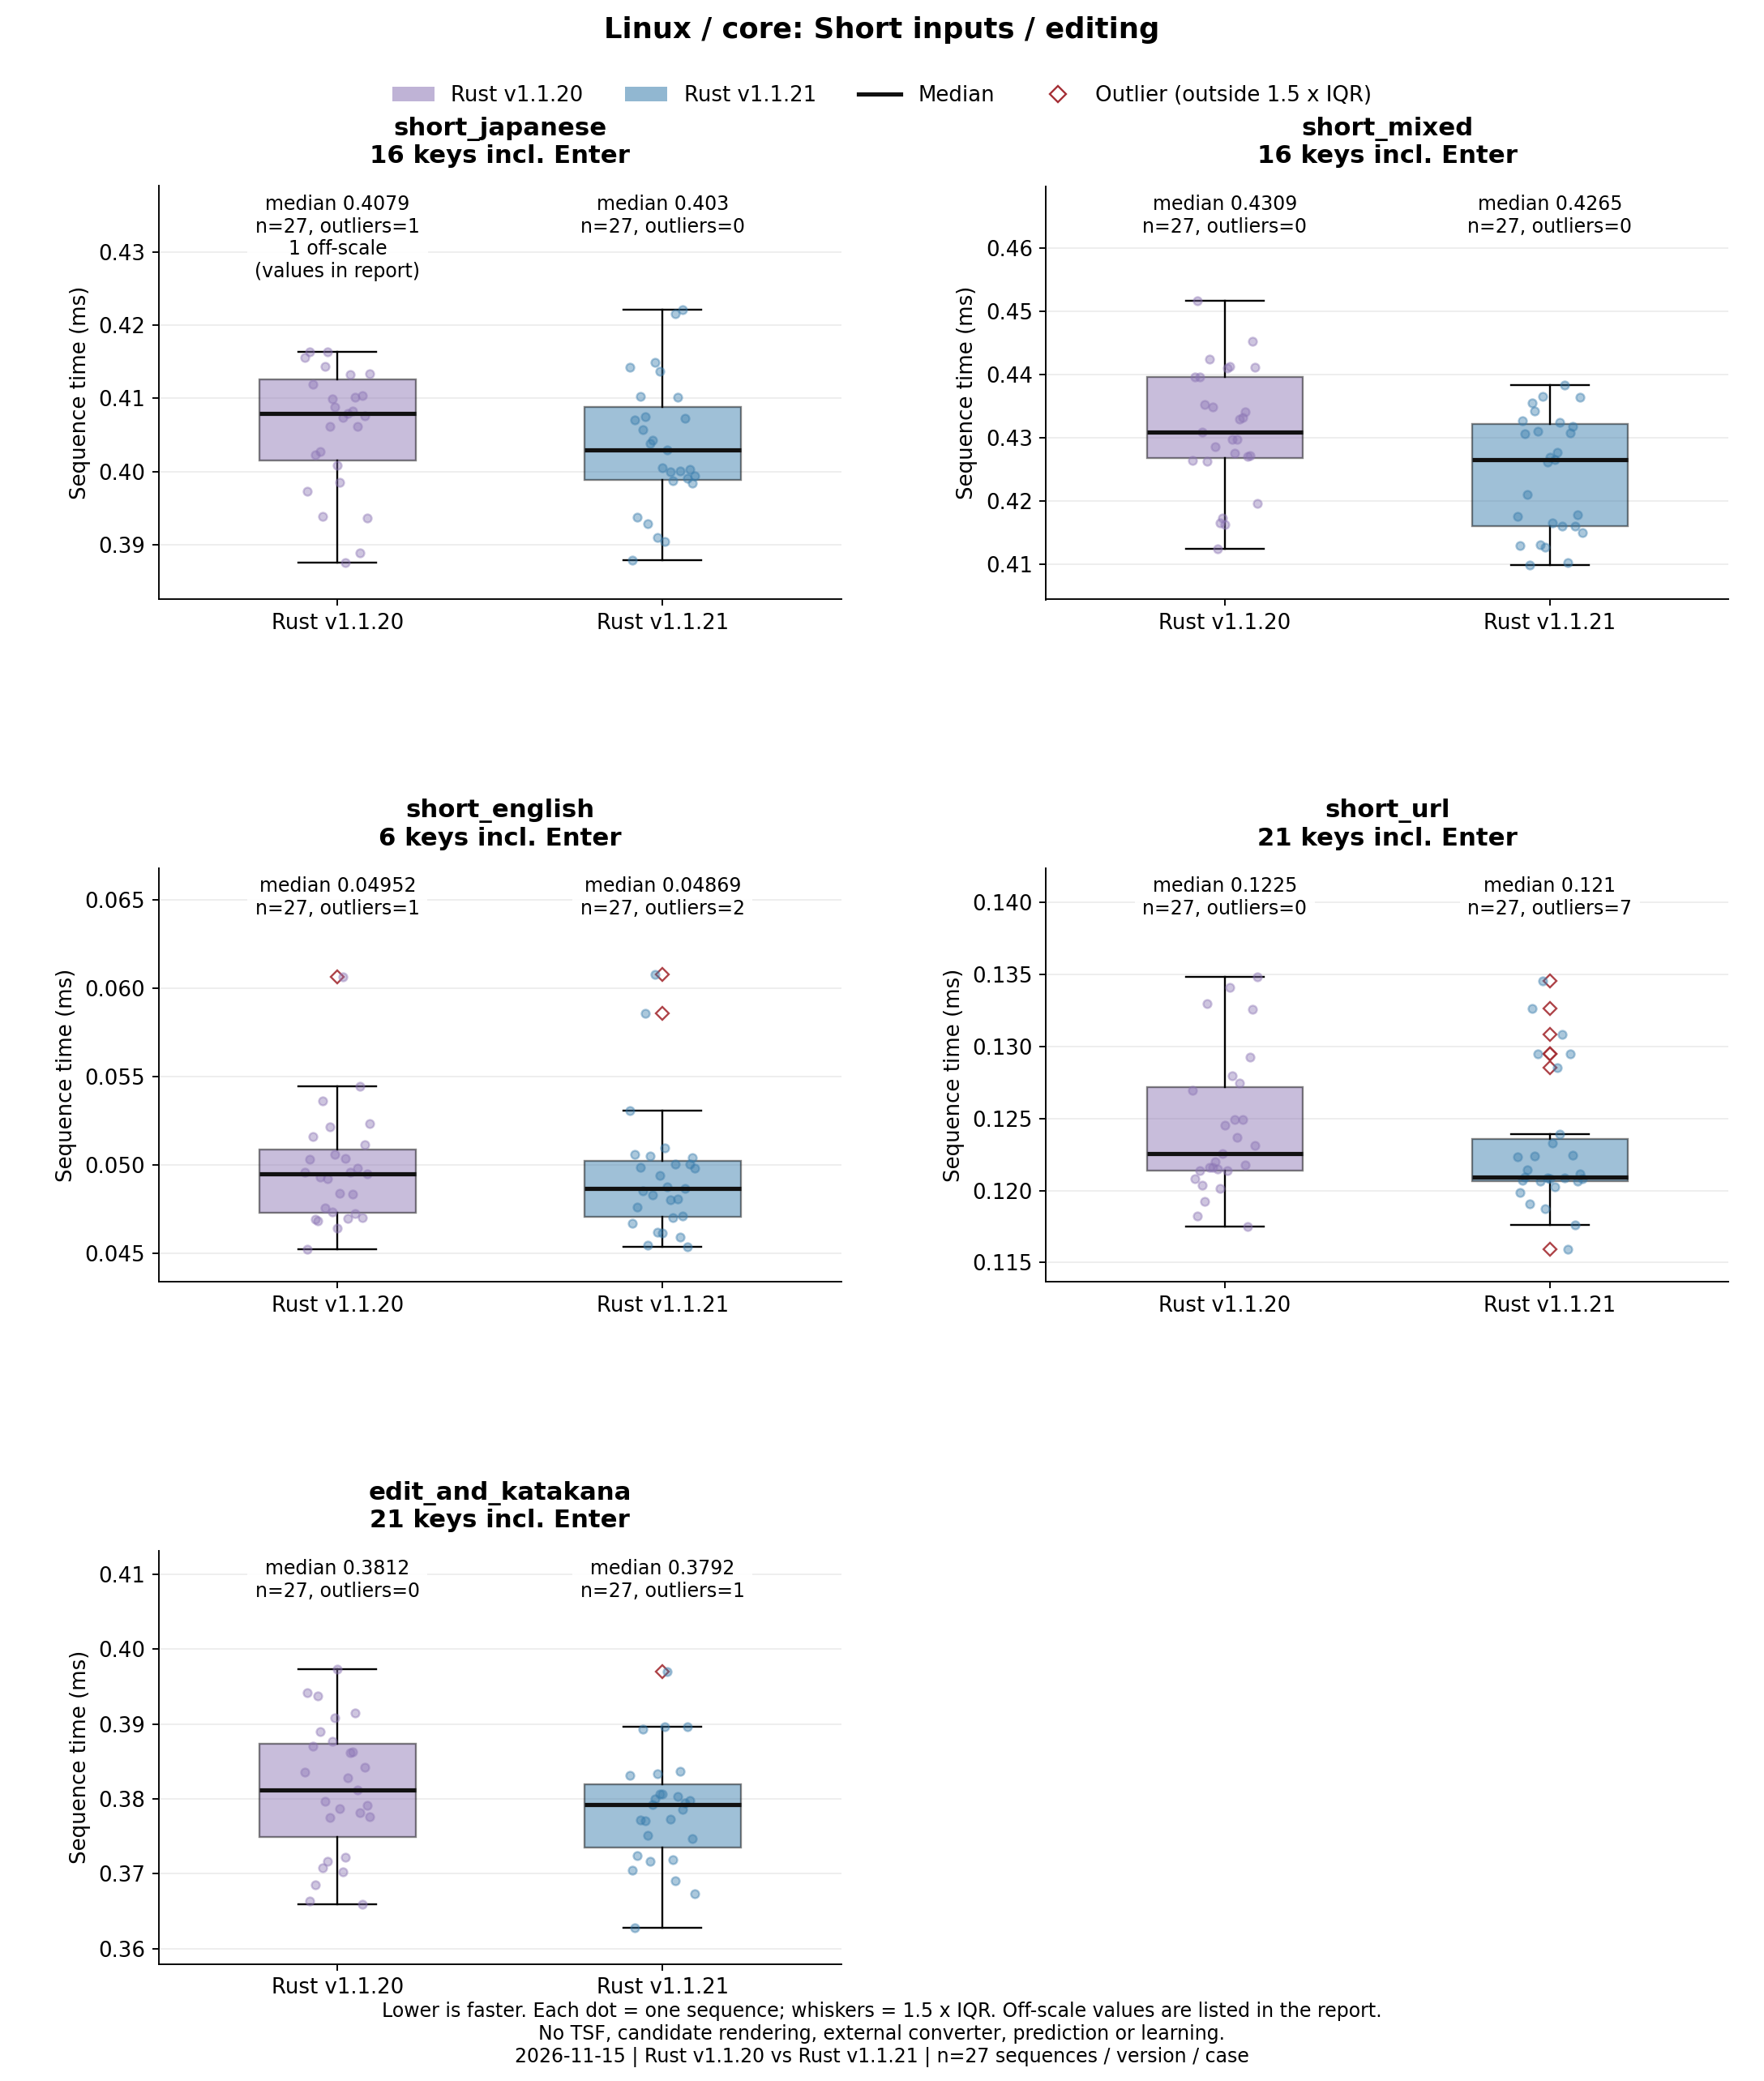 Linux / core: Short inputs / editing
Rust v1.1.20
Rust v1.1.21
Median
Outlier (outside 1.5 x IQR)
short_japanese
16 keys incl. Enter
median 0.4079
n=27, outliers=1
1 off-scale
(values in report)
median 0.403
n=27, outliers=0
Sequence time (ms)
0.43
0.42
0.41
0.40
0.39
Rust v1.1.20
Rust v1.1.21
short_mixed
16 keys incl. Enter
median 0.4309
n=27, outliers=0
median 0.4265
n=27, outliers=0
Sequence time (ms)
0.46
0.45
0.44
0.43
0.42
0.41
Rust v1.1.20
Rust v1.1.21
short_english
6 keys incl. Enter
median 0.04952
n=27, outliers=1
median 0.04869
n=27, outliers=2
Sequence time (ms)
0.065
0.060
0.055
0.050
0.045
Rust v1.1.20
Rust v1.1.21
short_url
21 keys incl. Enter
median 0.1225
n=27, outliers=0
median 0.121
n=27, outliers=7
Sequence time (ms)
0.140
0.135
0.130
0.125
0.120
0.115
Rust v1.1.20
Rust v1.1.21
edit_and_katakana
21 keys incl. Enter
median 0.3812
n=27, outliers=0
median 0.3792
n=27, outliers=1
Sequence time (ms)
0.41
0.40
0.39
0.38
0.37
0.36
Rust v1.1.20
Rust v1.1.21
Lower is faster. Each dot = one sequence; whiskers = 1.5 x IQR. Off-scale values are listed in the report.
No TSF, candidate rendering, external converter, prediction or learning.
2026-11-15 | Rust v1.1.20 vs Rust v1.1.21 | n=27 sequences / version / case